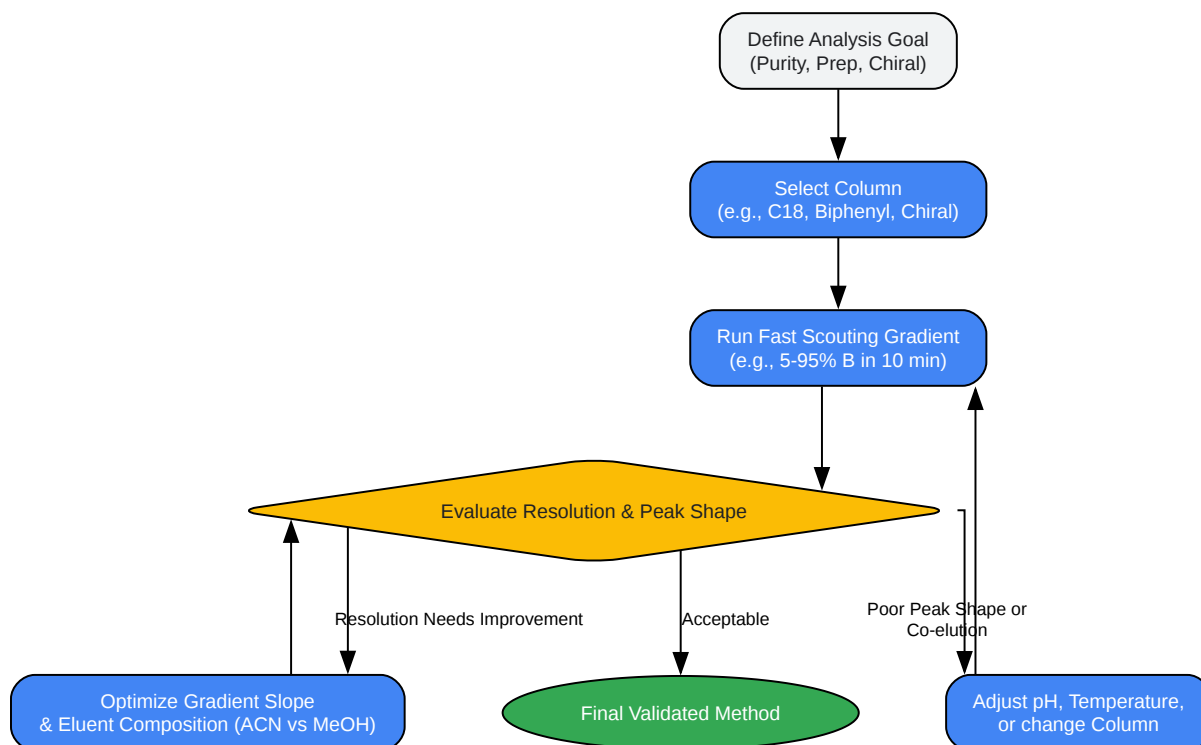 Define Analysis Goal
(Purity, Prep, Chiral)
Select Column
(e.g., C18, Biphenyl, Chiral)
Run Fast Scouting Gradient
(e.g., 5-95% B in 10 min)
Evaluate Resolution & Peak Shape
Resolution Needs Improvement
Acceptable
Poor Peak Shape or
Co-elution
Optimize Gradient Slope
& Eluent Composition (ACN vs MeOH)
Final Validated Method
Adjust pH, Temperature,
or change Column